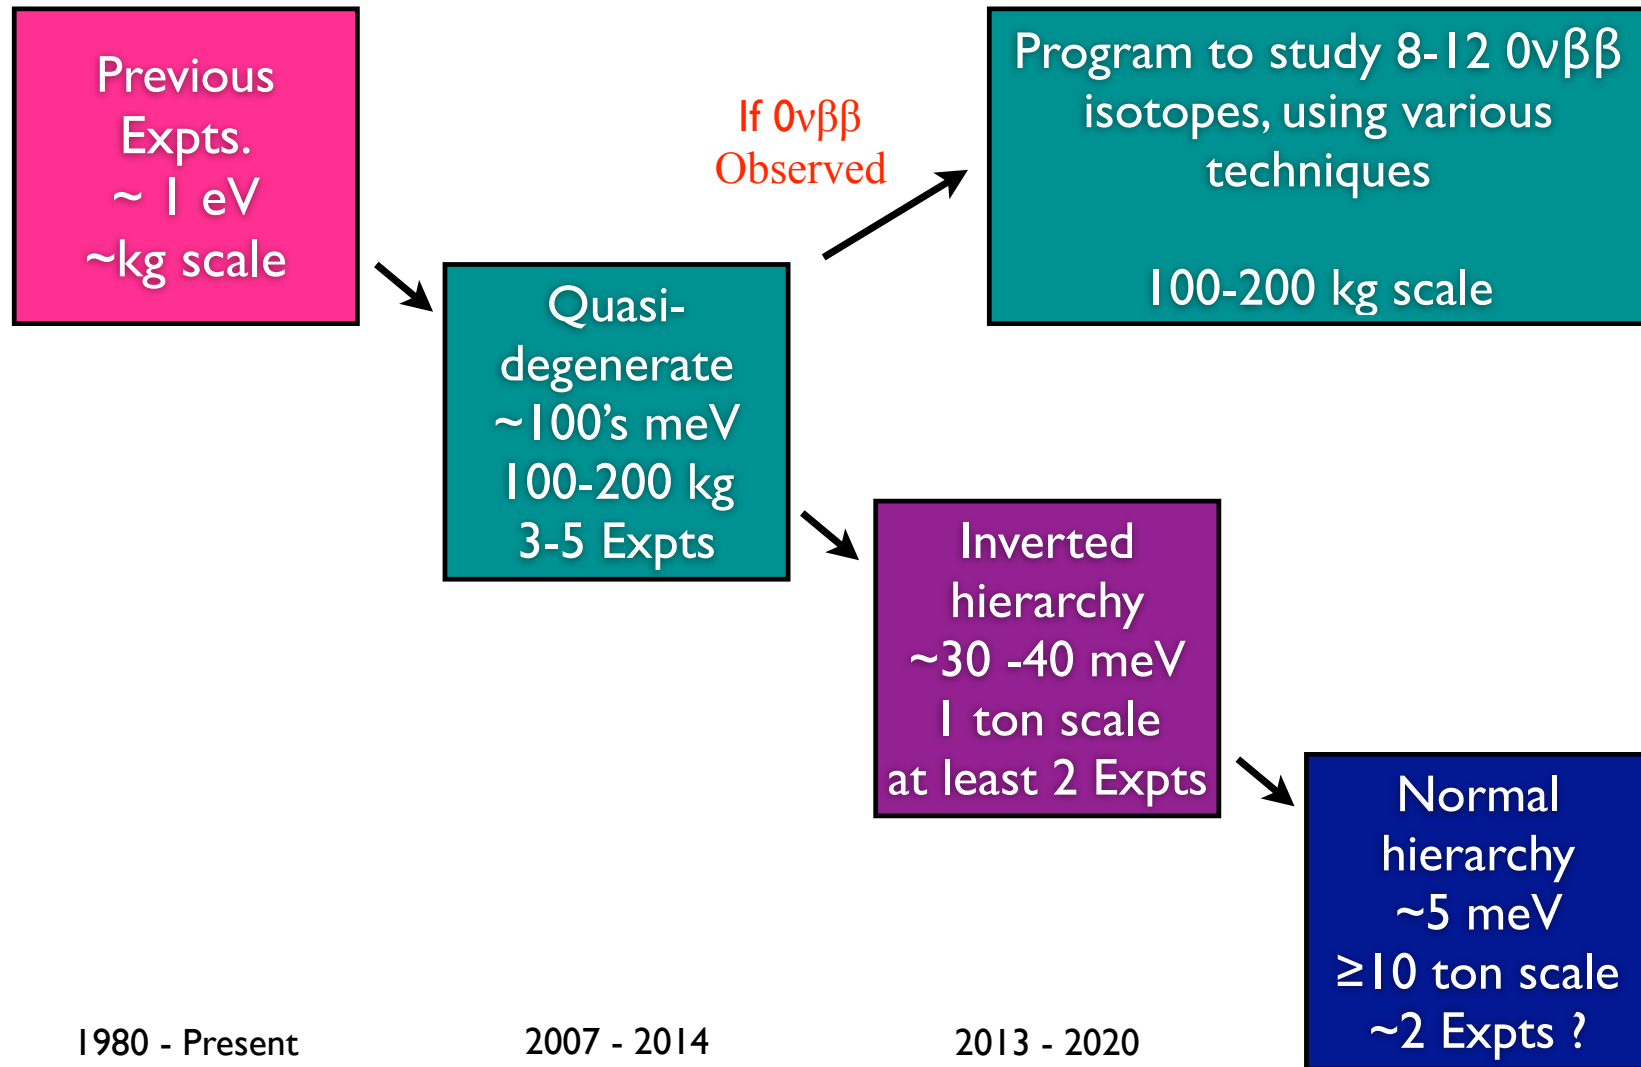 Previous
Expts.
~ 1 eV
~kg scale
If 0νββ
Observed
Program to study 8-12 0νββ
isotopes, using various
techniques
100-200 kg scale
Quasi-
degenerate
~100's meV
100-200 kg
3-5 Expts
Inverted
hierarchy
~30 -40 meV
1 ton scale
at least 2 Expts
Normal
hierarchy
~5 meV
≥10 ton scale
~2 Expts ?
1980 - Present
2007 - 2014
2013 - 2020